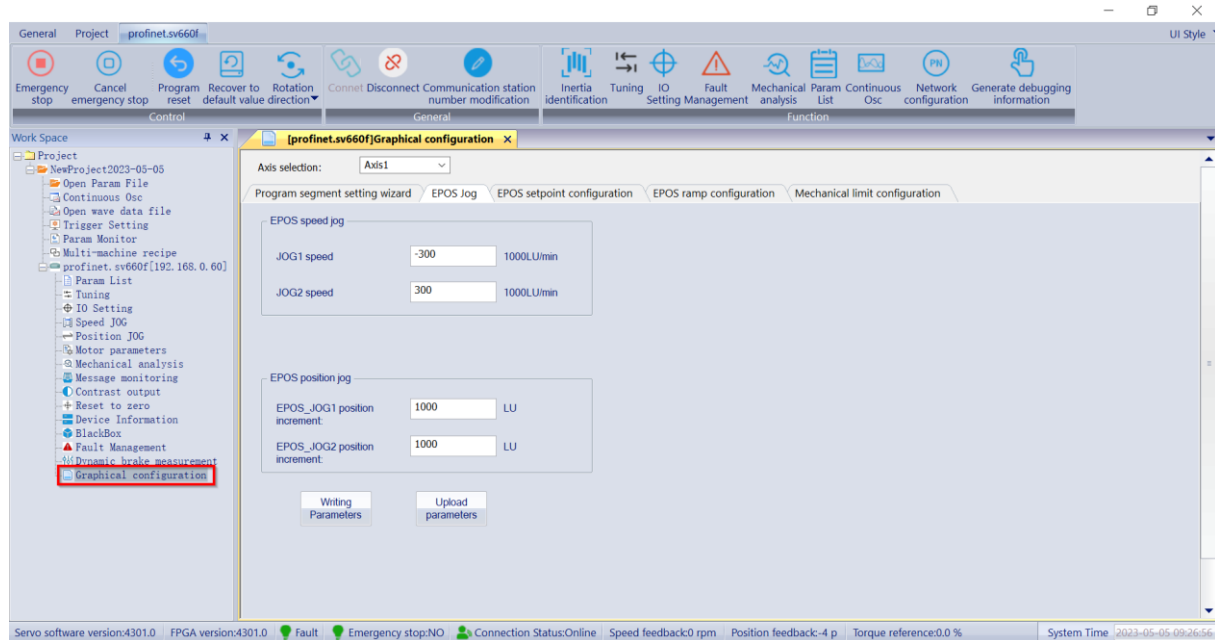 General Project profinet.sv660f UI Style
Emergency stop
Cancel emergency stop
Program reset
Recover to default value
Rotation direction
Connet
Disconnect
Communication station number modification
Inertia identification
Tuning
IO Setting
Fault Management
Mechanical analysis
Param List
Continuous Osc
PN
Network configuration
Generate debugging information
Control General Function
Work Space
[profinet.sv660f]Graphical configuration
Project
NewProject2023-05-05
Open Param File
Continuous Osc
Open wave data file
Trigger Setting
Param Monitor
Multi-machine recipe
profinet.sv660f[192.168.0.60]
Param List
Tuning
IO Setting
Speed JOG
Position JOG
Motor parameters
Mechanical analysis
Message monitoring
Contrast output
Reset to zero
Device Information
BlackBox
Fault Management
Dynamic brake measurement
Graphical configuration
Axis selection: Axis1
Program segment setting wizard EPOS Jog EPOS setpoint configuration EPOS ramp configuration Mechanical limit configuration
EPOS speed jog
JOG1 speed -300 1000LU/min
JOG2 speed 300 1000LU/min
EPOS position jog
EPOS_JOG1 position increment: 1000 LU
EPOS_JOG2 position increment: 1000 LU
Writing Parameters
Upload parameters
Servo software version:4301.0 FPGA version:4301.0 Fault Emergency stop:NO Connection Status:Online Speed feedback:0 rpm Position feedback:-4 p Torque reference:0.0 % System Time 2023-05-05 09:26:56